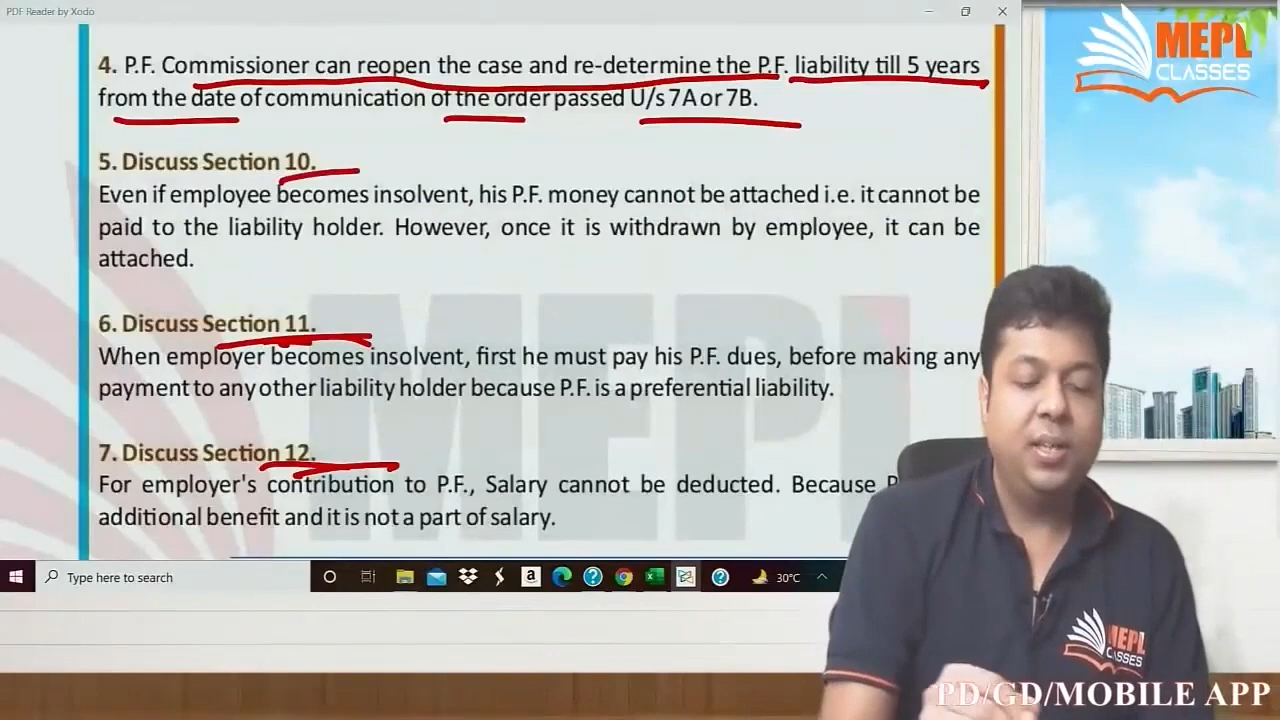 PDF Reader by Xodo
MEPL
CLASSES
4. P.F. Commissioner can reopen the case and re-determine the P.F. liability till 5 years
from the date of communication of the order passed U/s 7A or 7B.
5. Discuss Section 10.
Even if employee becomes insolvent, his P.F. money cannot be attached i.e. it cannot be
paid to the liability holder. However, once it is withdrawn by employee, it can be
attached.
6. Discuss Section 11.
When employer becomes insolvent, first he must pay his P.F. dues, before making any
payment to any other liability holder because P.F. is a preferential liability.
7. Discuss Section 12.
For employer's contribution to P.F., Salary cannot be deducted. Because
additional benefit and it is not a part of salary.
MEPL
Type here to search
30°C
MEPL
CLASSES
PD/GD/MOBILE APP